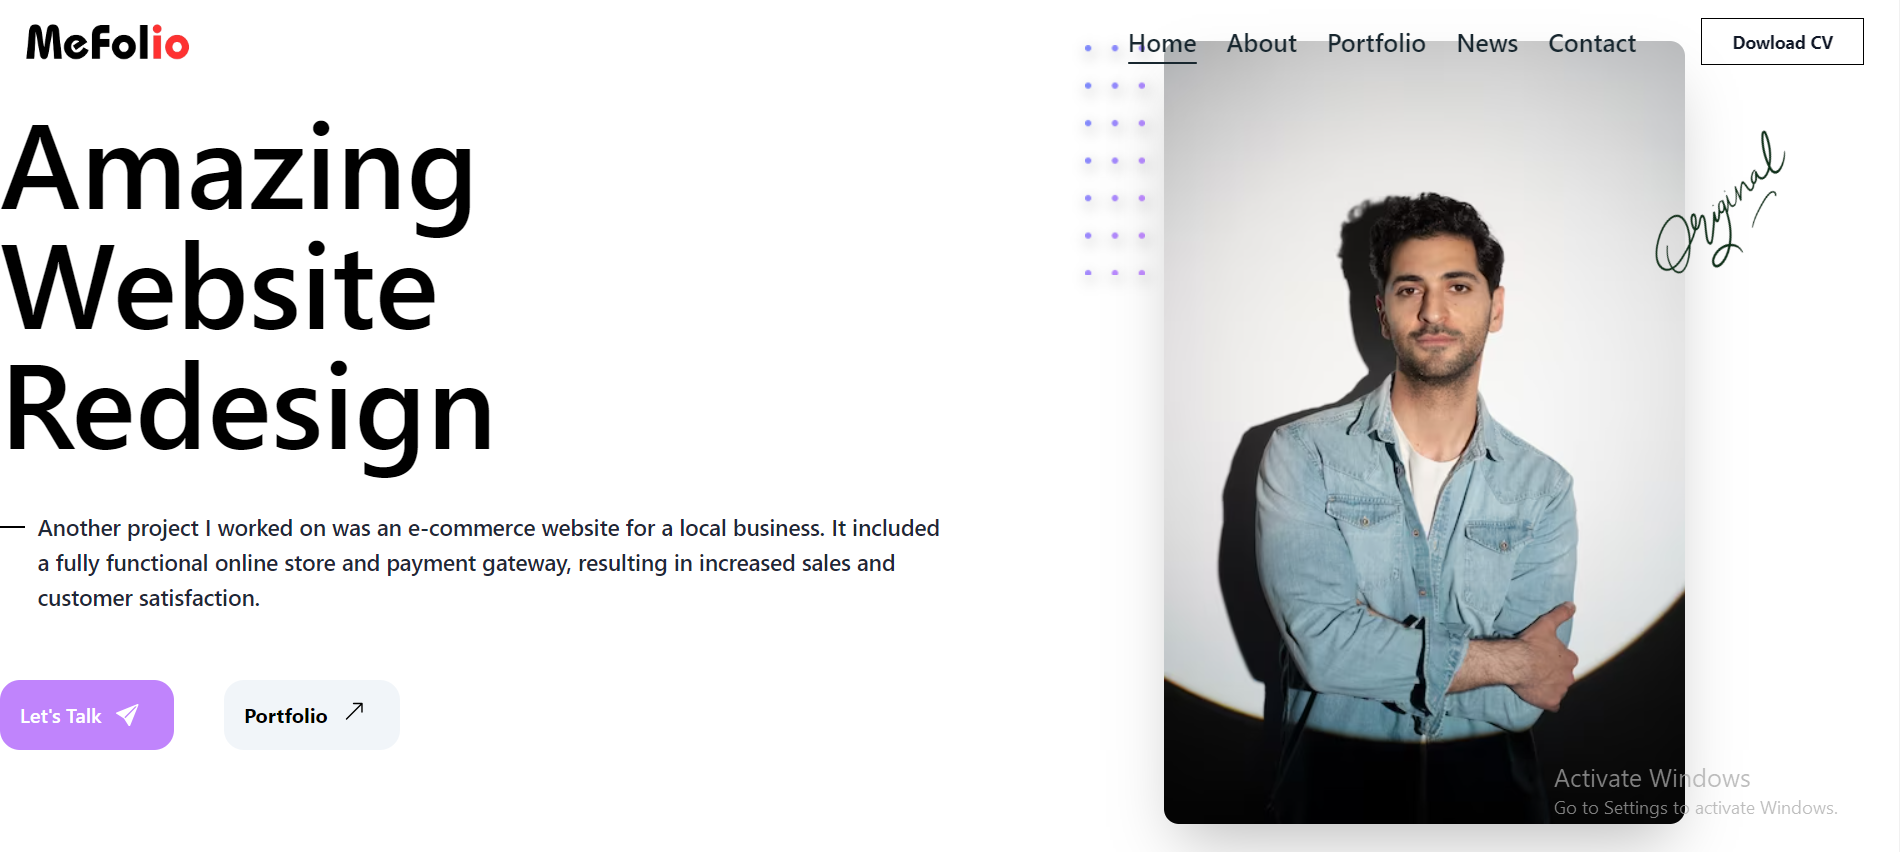 MeFolio
Home About Portfolio News Contact
Dowload CV
Amazing
Website
Redesign
Original
Another project I worked on was an e-commerce website for a local business. It included
a fully functional online store and payment gateway, resulting in increased sales and
customer satisfaction.
Let's Talk
Portfolio
Activate Windows
Go to Settings to activate Windows.